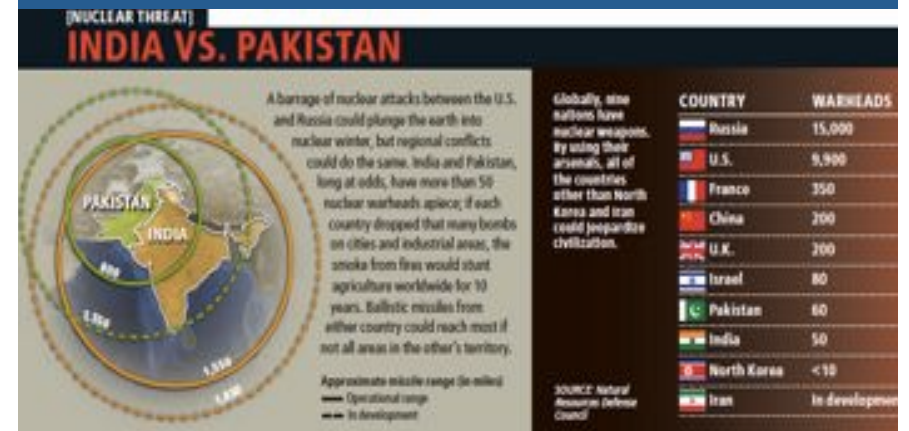 [NUCLEAR THREAT]
INDIA VS. PAKISTAN
A barrage of nuclear attacks between the U.S.
and Russia could plunge the earth into
nuclear winter, but regional conflicts
could do the same. India and Pakistan,
long at odds, have more than 50
nuclear warheads apiece; if each
country dropped that many bombs
on cities and industrial areas, the
smoke from fires would stunt
agriculture worldwide for 10
years. Ballistic missiles from
either country could reach most if
not all areas in the other's territory.
Approximate missile range (in miles)
Operational range
In development
PAKISTAN
INDIA
1,550
Globally, nine
nations have
nuclear weapons.
By using their
arsenals, all of
the countries
other than North
Korea and Iran
could jeopardize
civilization.
SOURCE: Natural
Resources Defense
Council
COUNTRY WARHEADS
Russia 15,000
U.S. 9,900
France 350
China 200
U.K. 200
Israel 80
Pakistan 60
India 50
North Korea <10
Iran In developmen